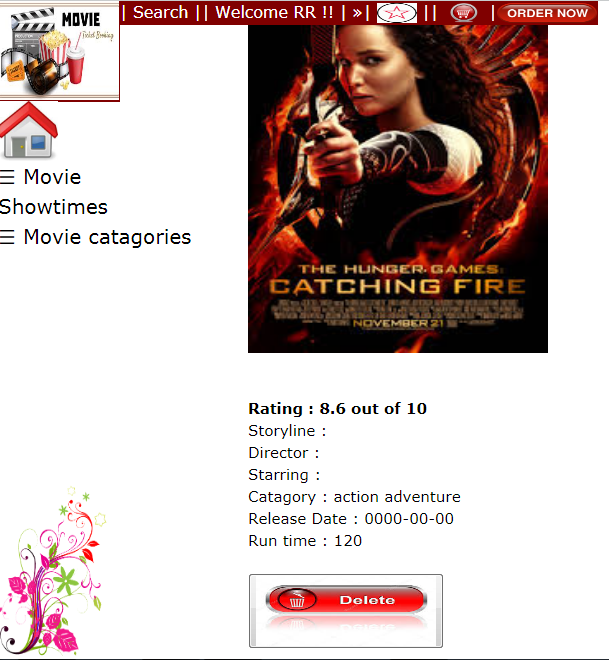 MOVIE
Ticket Booking
| Search || Welcome RR !! | »| || | ORDER NOW
☰ Movie
Showtimes
☰ Movie catagories
THE HUNGER GAMES:
CATCHING FIRE
NOVEMBER 21
Rating : 8.6 out of 10
Storyline :
Director :
Starring :
Catagory : action adventure
Release Date : 0000-00-00
Run time : 120
Delete